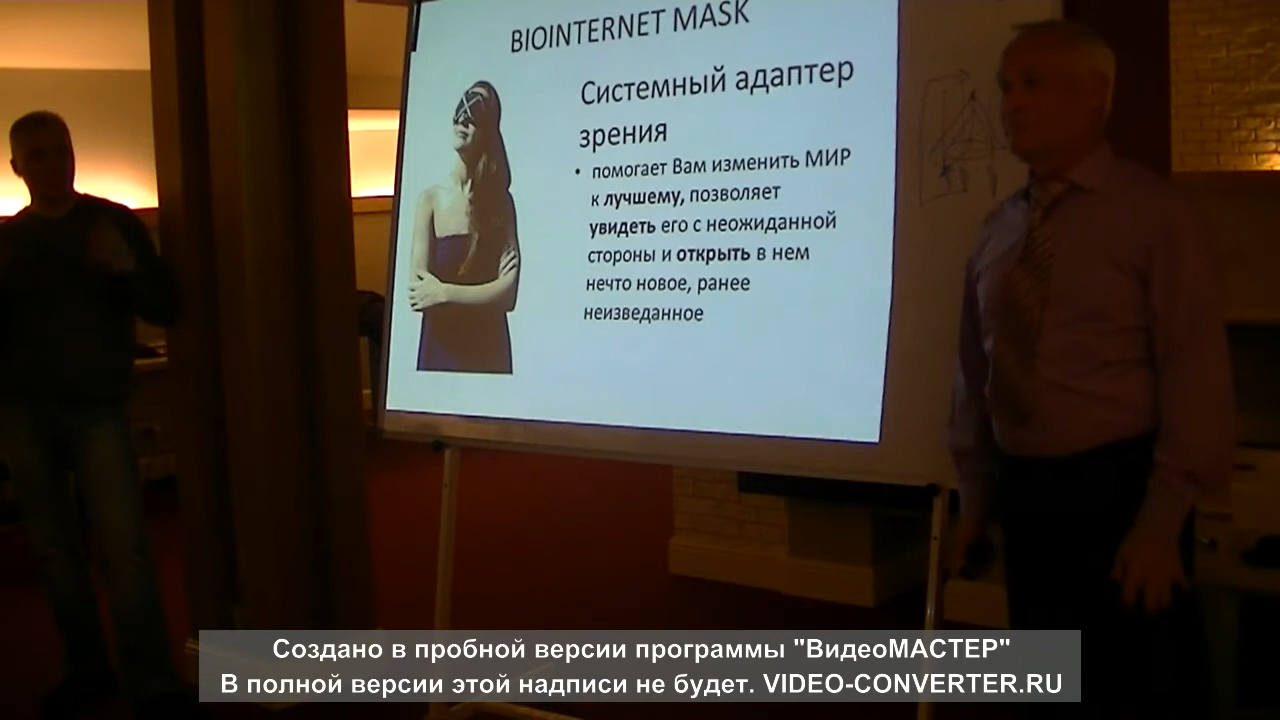 BIOINTERNET MASK
Системный адаптер
зрения
• помогает Вам изменить МИР
к лучшему, позволяет
увидеть его с неожиданной
стороны и открыть в нем
нечто новое, ранее
неизведанное
Создано в пробной версии программы "ВидеоМАСТЕР"
В полной версии этой надписи не будет. VIDEO-CONVERTER.RU